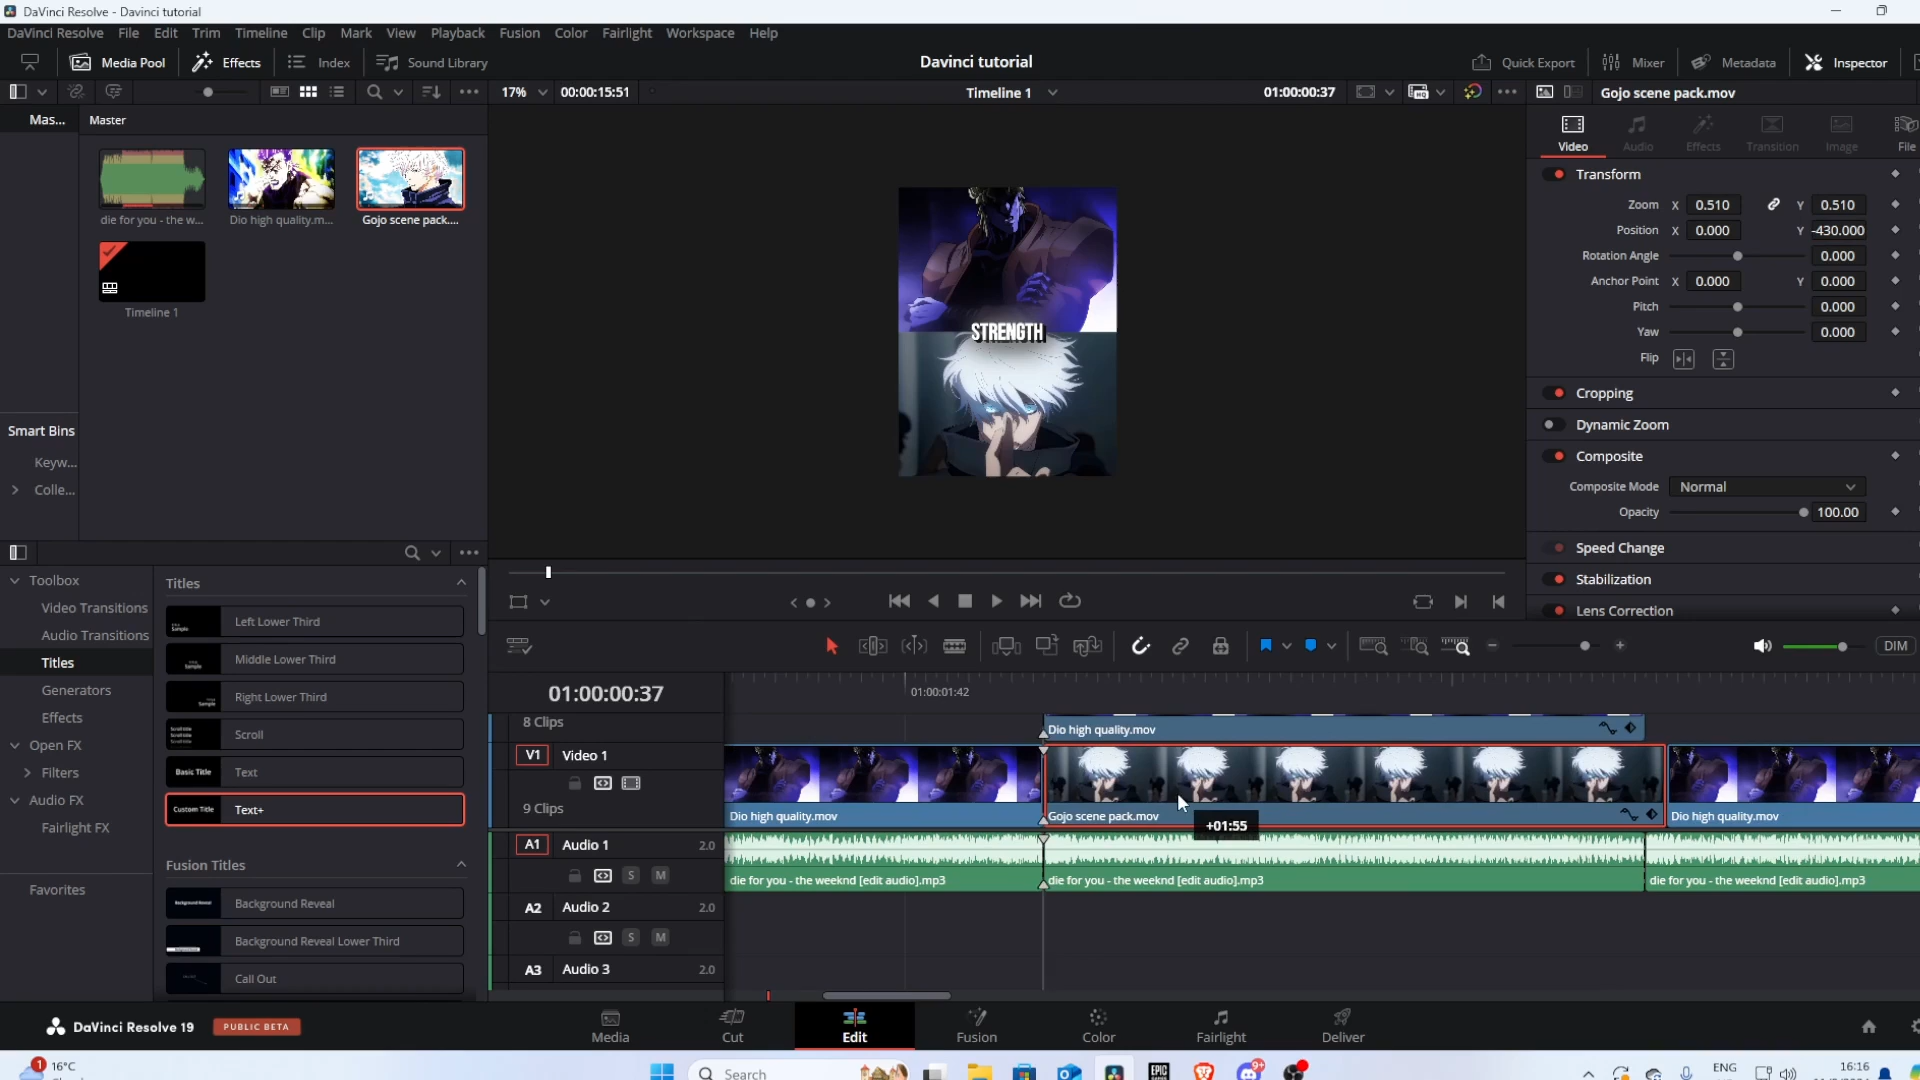 DaVinci Resolve - Davinci tutorial
DaVinci Resolve File Edit Trim Timeline Clip Mark View Playback Fusion Color Fairlight Workspace Help
Media Pool Effects Index Sound Library Davinci tutorial Quick Export Mixer Metadata Inspector
17% 00:00:15:51 Timeline 1 01:00:00:37 Gojo scene pack.mov
Mas... Master
Video Audio Effects Transition Image File
die for you - the w... Dio high quality.m... Gojo scene pack....
Timeline 1
STRENGTH
Transform
Zoom X 0.510 Y 0.510
Position X 0.000 Y -430.000
Rotation Angle 0.000
Anchor Point X 0.000 Y 0.000
Pitch 0.000
Yaw 0.000
Flip
Cropping
Dynamic Zoom
Composite
Composite Mode Normal
Opacity 100.00
Speed Change
Stabilization
Lens Correction
Smart Bins
Keyw...
Colle...
Toolbox
Video Transitions
Audio Transitions
Titles
Generators
Effects
Open FX
Filters
Audio FX
Fairlight FX
Favorites
Titles
Left Lower Third
Middle Lower Third
Right Lower Third
Scroll
Basic Title Text
Custom Title Text+
Fusion Titles
Background Reveal
Background Reveal Lower Third
Call Out
DIM
01:00:00:37 01:00:01:42
8 Clips Dio high quality.mov
V1 Video 1
9 Clips
Dio high quality.mov Gojo scene pack.mov +01:55 Dio high quality.mov
A1 Audio 1 2.0
S M
die for you - the weeknd [edit audio].mp3 die for you - the weeknd [edit audio].mp3 die for you - the weeknd [edit audio].mp3
A2 Audio 2 2.0
S M
A3 Audio 3 2.0
DaVinci Resolve 19 PUBLIC BETA
Media Cut Edit Fusion Color Fairlight Deliver
1 16°C
Search
ENG
16:16